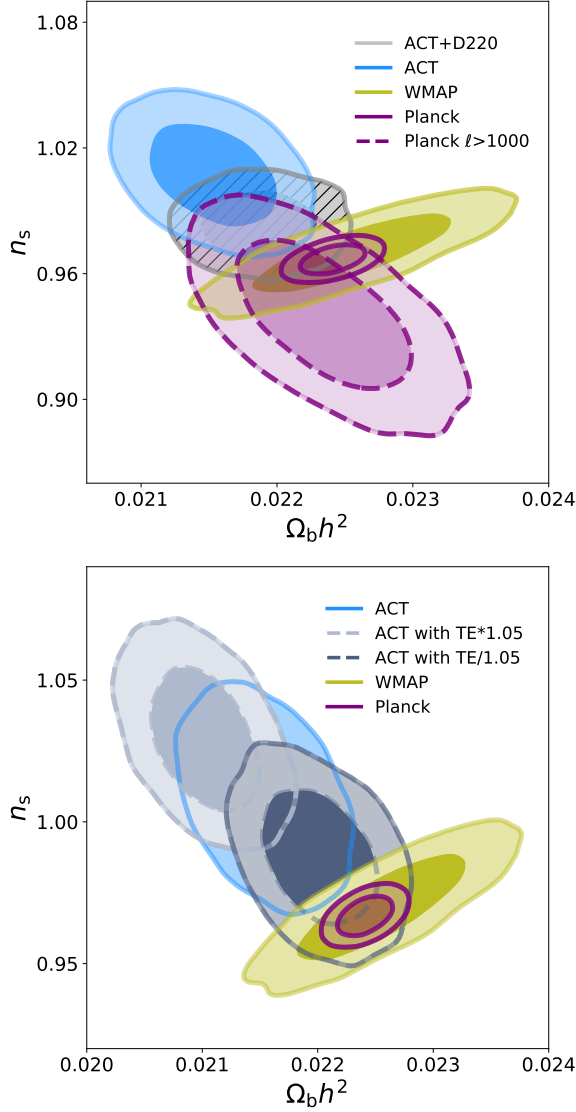 1.08
1.02
0.96
0.90
n_s
ACT+D220
ACT
WMAP
Planck
Planck ℓ>1000
0.021 0.022 0.023 0.024
Ω_b h²
1.05
1.00
0.95
n_s
ACT
ACT with TE*1.05
ACT with TE/1.05
WMAP
Planck
0.020 0.021 0.022 0.023 0.024
Ω_b h²